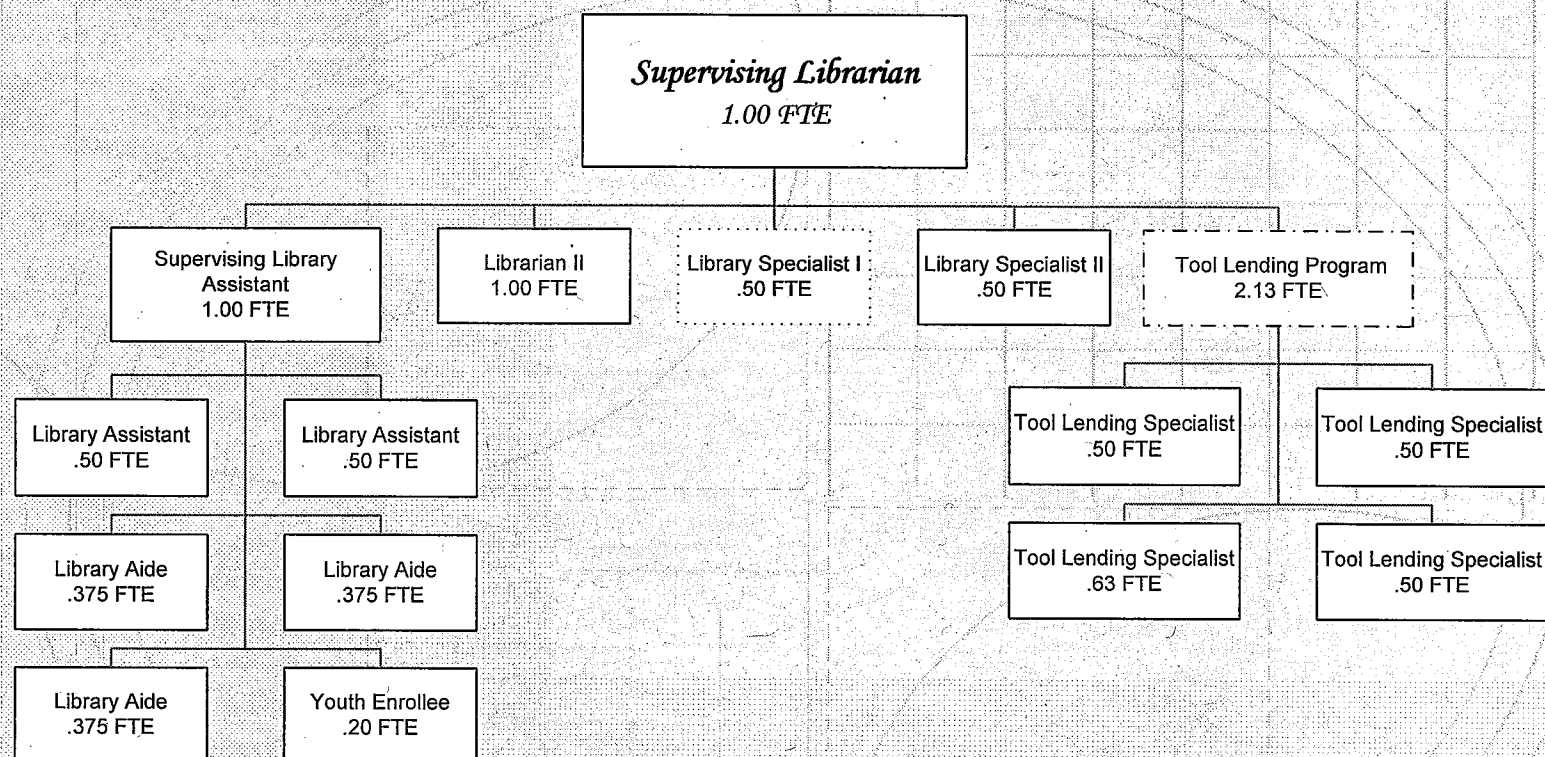 Supervising Librarian
1.00 FTE
Supervising Library
Assistant
1.00 FTE
Librarian II
1.00 FTE
Library Specialist I
.50 FTE
Library Specialist II
.50 FTE
Tool Lending Program
2.13 FTE
Library Assistant
.50 FTE
Library Assistant
.50 FTE
Tool Lending Specialist
.50 FTE
Tool Lending Specialist
.50 FTE
Library Aide
.375 FTE
Library Aide
.375 FTE
Tool Lending Specialist
.63 FTE
Tool Lending Specialist
.50 FTE
Library Aide
.375 FTE
Youth Enrollee
.20 FTE